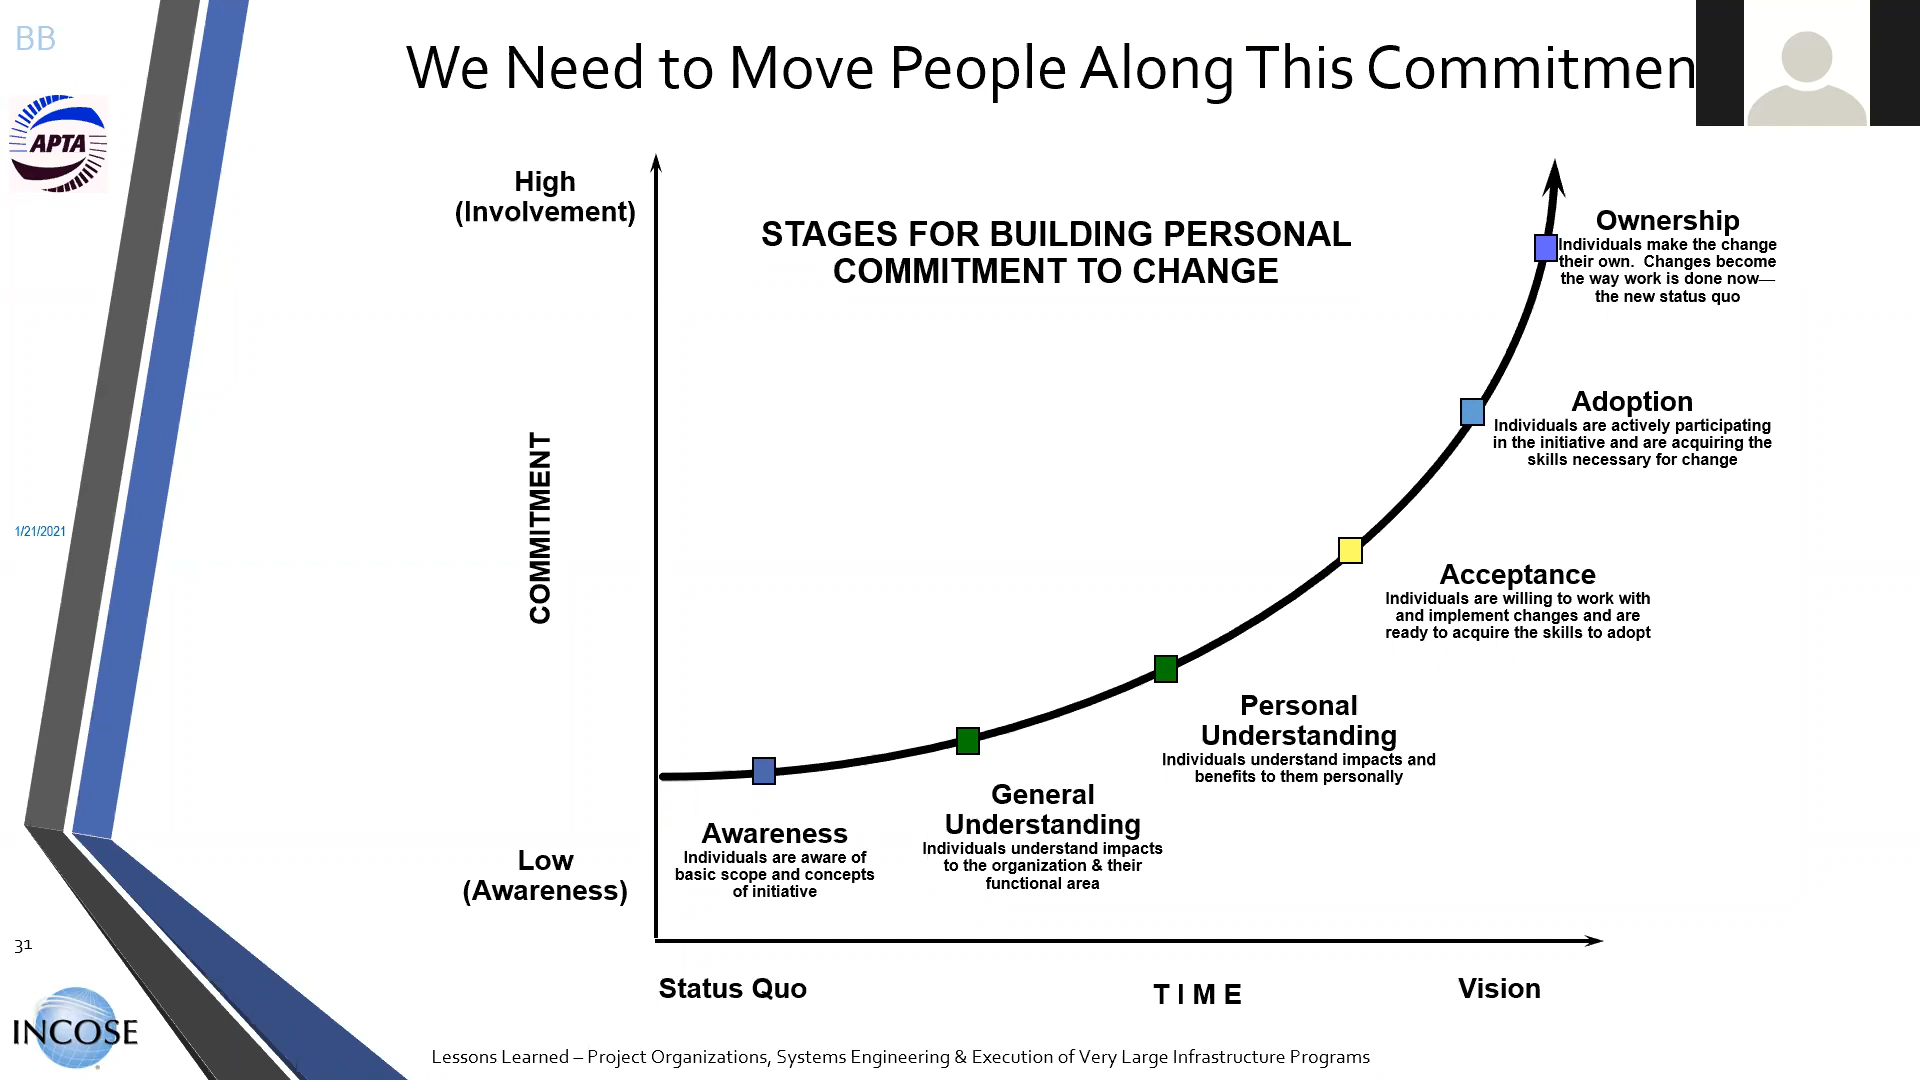 BB
We Need to Move People Along This Commitmen
APTA
High
(Involvement)
STAGES FOR BUILDING PERSONAL
COMMITMENT TO CHANGE
Ownership
Individuals make the change
their own.  Changes become
the way work is done now—
the new status quo
Adoption
Individuals are actively participating
in the initiative and are acquiring the
skills necessary for change
COMMITMENT
1/21/2021
Acceptance
Individuals are willing to work with
and implement changes and are
ready to acquire the skills to adopt
Personal
Understanding
Individuals understand impacts and
benefits to them personally
General
Understanding
Individuals understand impacts
to the organization & their
functional area
Awareness
Individuals are aware of
basic scope and concepts
of initiative
Low
(Awareness)
31
Status Quo
TIME
Vision
INCOSE
Lessons Learned – Project Organizations, Systems Engineering & Execution of Very Large Infrastructure Programs